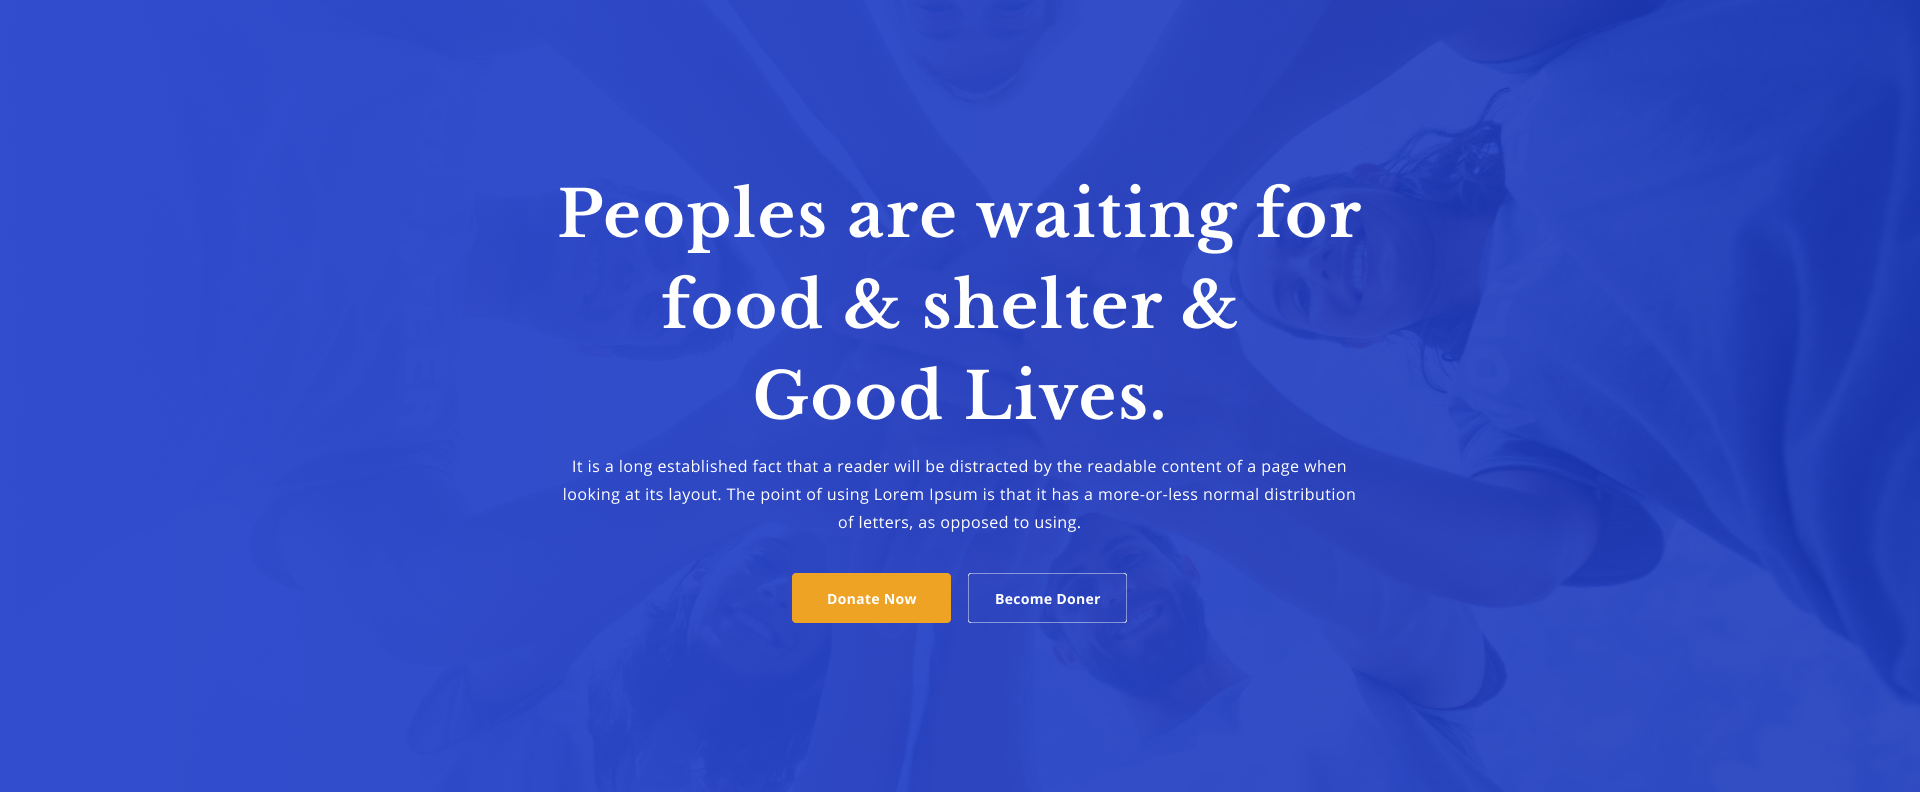 Peoples are waiting for
food & shelter &
Good Lives.
It is a long established fact that a reader will be distracted by the readable content of a page when
looking at its layout. The point of using Lorem Ipsum is that it has a more-or-less normal distribution
of letters, as opposed to using.
Donate Now
Become Doner